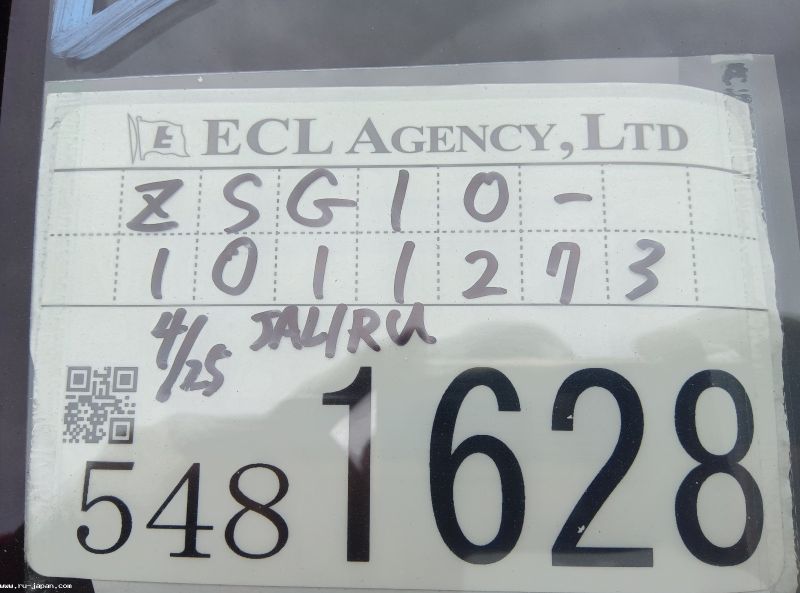 E ECL AGENCY, LTD
ZSG10-
1011273
4/25 JAL/RU
548 1628
www.ru-japan.com